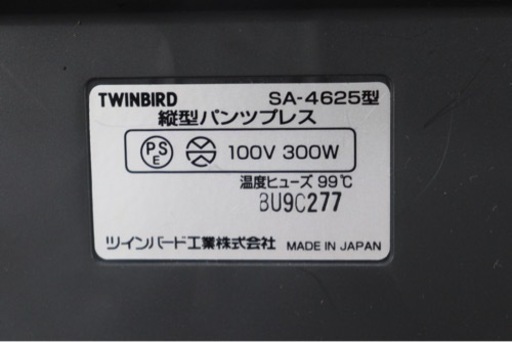 TWINBIRD SA-4625型
縦型パンツプレス
PSE 100V 300W
温度ヒューズ 99℃
BU9C277
ツインバード工業株式会社 MADE IN JAPAN